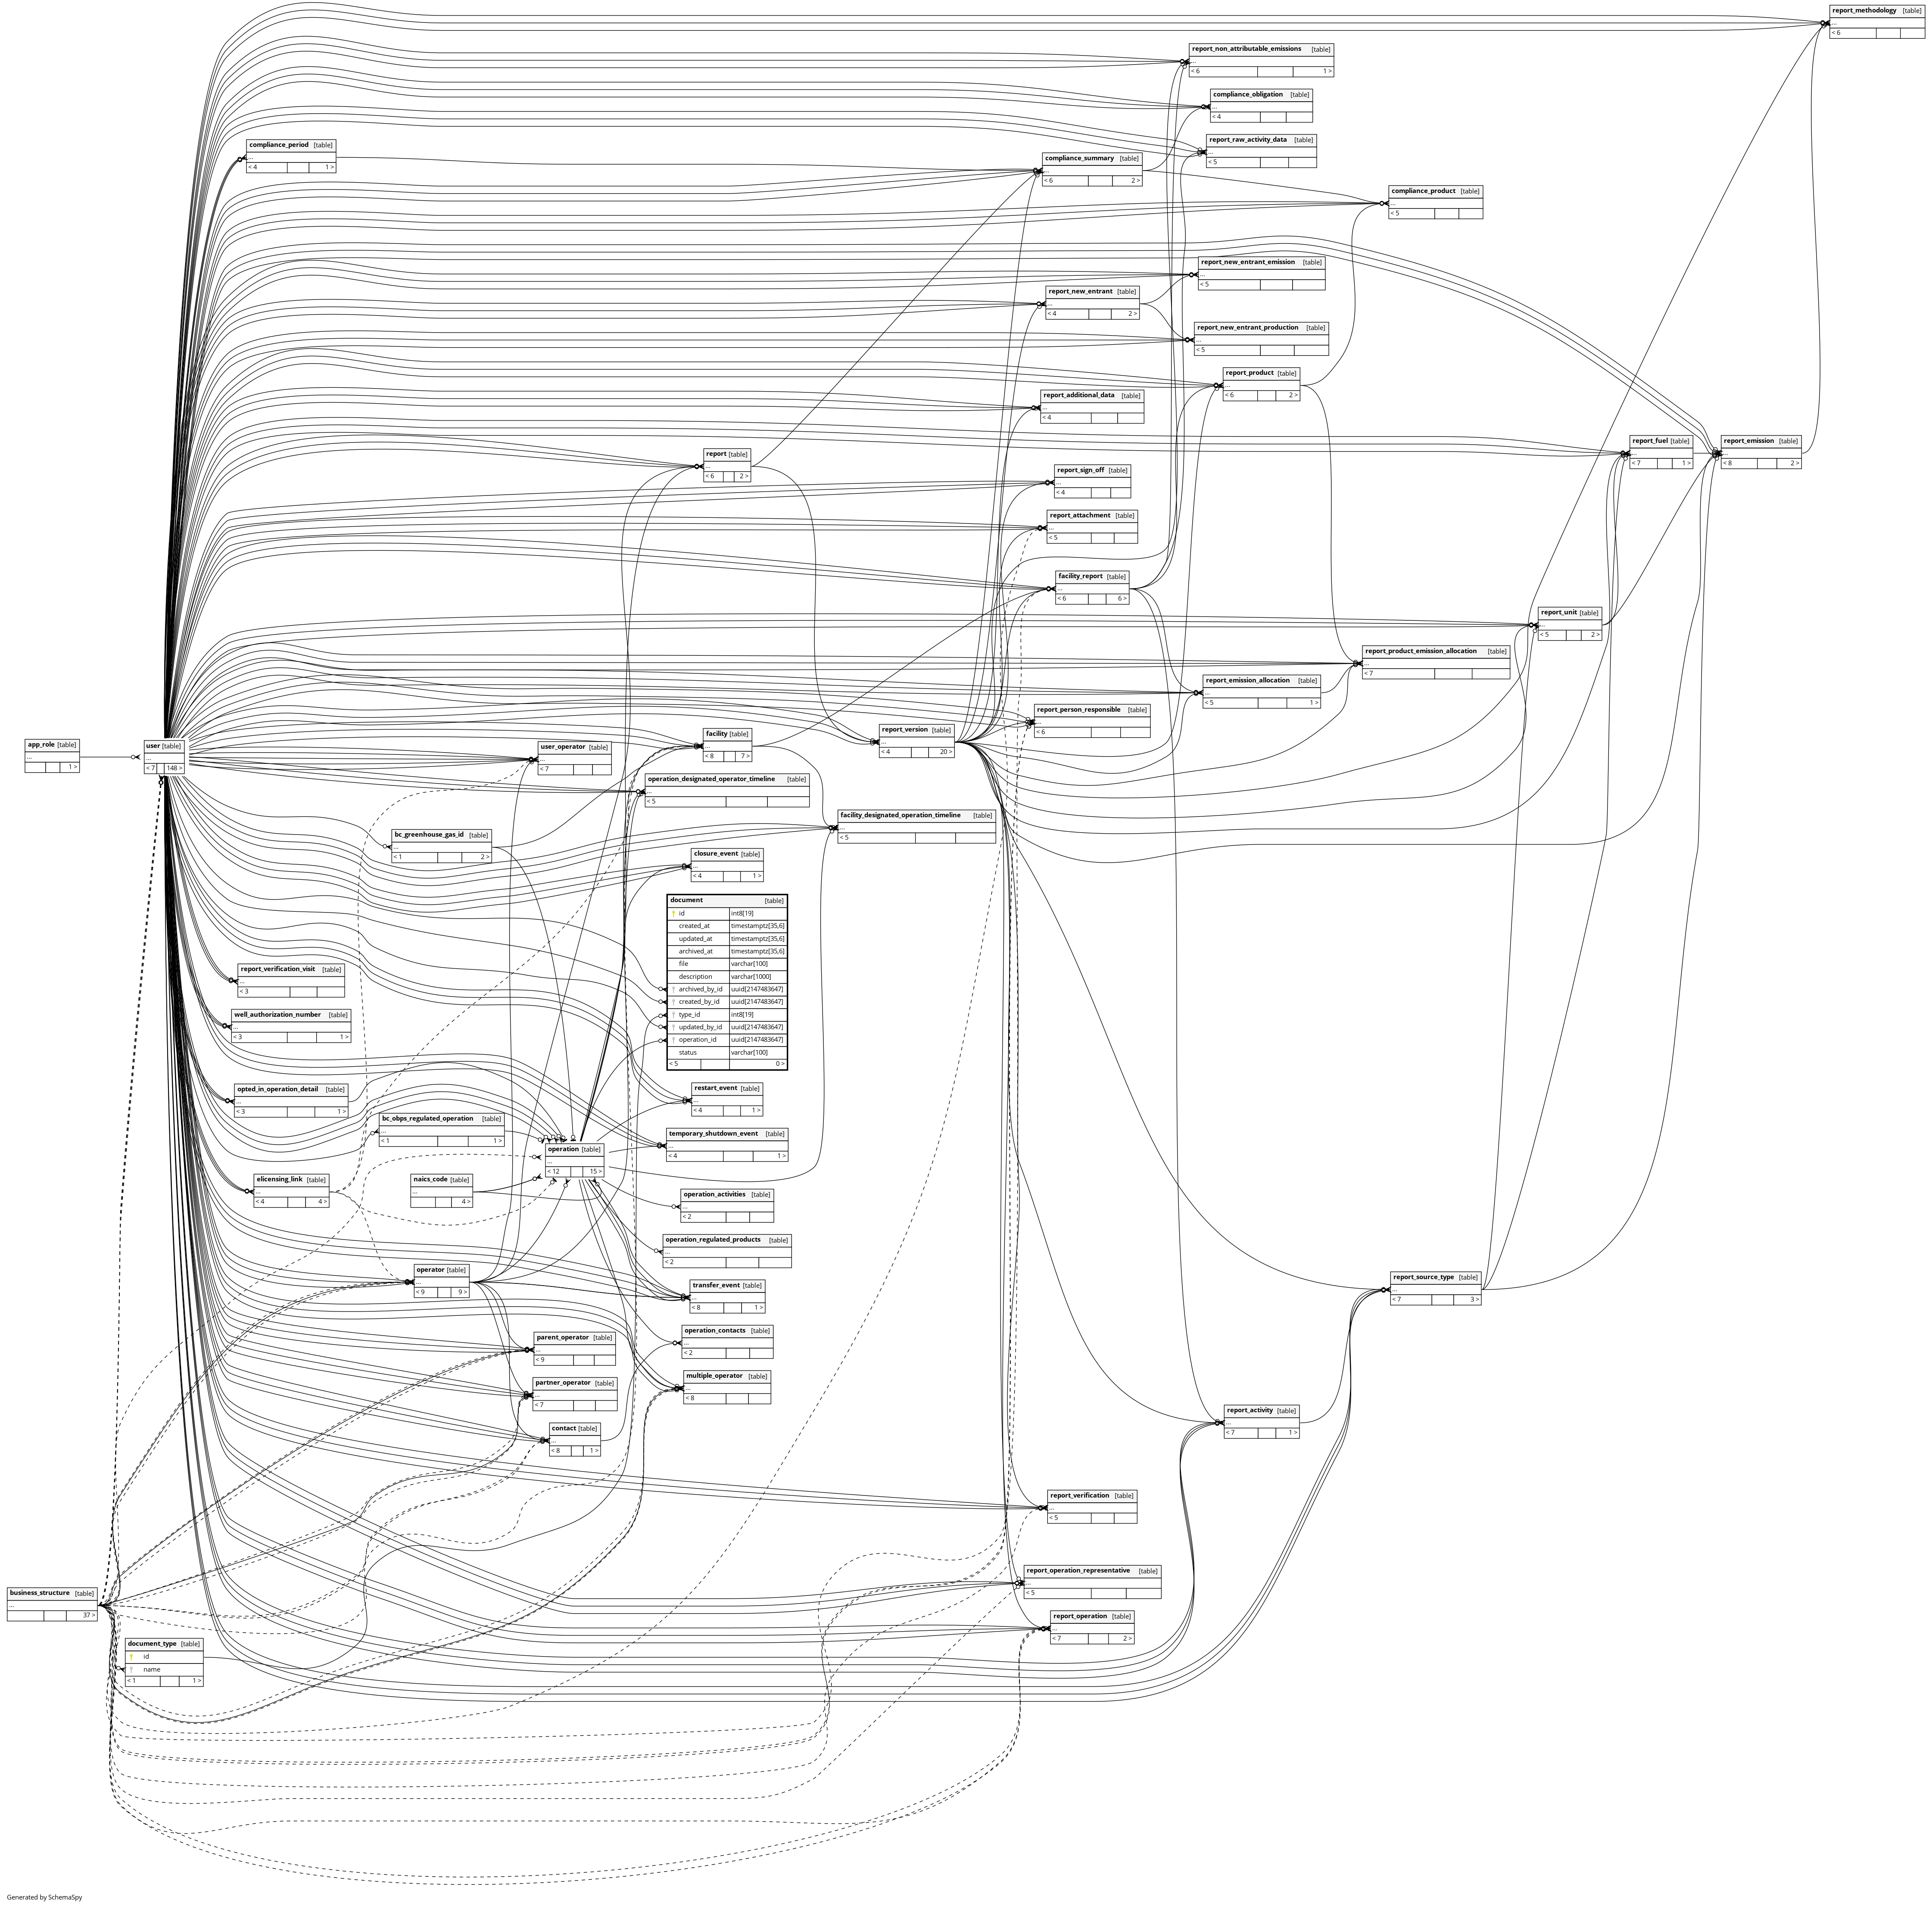 report_methodology [table]
...
< 6
report_non_attributable_emissions [table]
...
< 6 1 >
compliance_obligation [table]
...
< 4
report_raw_activity_data [table]
...
< 5
compliance_period [table]
...
< 4 1 >
compliance_summary [table]
...
< 6 2 >
compliance_product [table]
...
< 5
report_new_entrant_emission [table]
...
< 5
report_new_entrant [table]
...
< 4 2 >
report_new_entrant_production [table]
...
< 5
report_product [table]
...
< 6 2 >
report_additional_data [table]
...
< 4
report_fuel [table]
...
< 7 1 >
report_emission [table]
...
< 8 2 >
report [table]
...
< 6 2 >
report_sign_off [table]
...
< 4
report_attachment [table]
...
< 5
facility_report [table]
...
< 6 6 >
report_unit [table]
...
< 5 2 >
report_product_emission_allocation [table]
...
< 7
report_emission_allocation [table]
...
< 5 1 >
report_person_responsible [table]
...
< 6
report_version [table]
...
< 4 20 >
facility [table]
...
< 8 7 >
app_role [table]
...
1 >
user [table]
...
< 7 148 >
user_operator [table]
...
< 7
operation_designated_operator_timeline [table]
...
< 5
facility_designated_operation_timeline [table]
...
< 5
bc_greenhouse_gas_id [table]
...
< 1 2 >
closure_event [table]
...
< 4 1 >
document [table]
id int8[19]
created_at timestamptz[35,6]
updated_at timestamptz[35,6]
archived_at timestamptz[35,6]
file varchar[100]
description varchar[1000]
archived_by_id uuid[2147483647]
created_by_id uuid[2147483647]
type_id int8[19]
updated_by_id uuid[2147483647]
operation_id uuid[2147483647]
status varchar[100]
< 5 0 >
report_verification_visit [table]
...
< 3
well_authorization_number [table]
...
< 3 1 >
opted_in_operation_detail [table]
...
< 3 1 >
restart_event [table]
...
< 4 1 >
bc_obps_regulated_operation [table]
...
< 1 1 >
temporary_shutdown_event [table]
...
< 4 1 >
operation [table]
...
< 12 15 >
elicensing_link [table]
...
< 4 4 >
naics_code [table]
...
4 >
operation_activities [table]
...
< 2
operation_regulated_products [table]
...
< 2
operator [table]
...
< 9 9 >
transfer_event [table]
...
< 8 1 >
report_source_type [table]
...
< 7 3 >
parent_operator [table]
...
< 9
operation_contacts [table]
...
< 2
partner_operator [table]
...
< 7
multiple_operator [table]
...
< 8
contact [table]
...
< 8 1 >
report_activity [table]
...
< 7 1 >
report_verification [table]
...
< 5
report_operation_representative [table]
...
< 5
business_structure [table]
...
37 >
report_operation [table]
...
< 7 2 >
document_type [table]
id
name
< 1 1 >
Generated by SchemaSpy